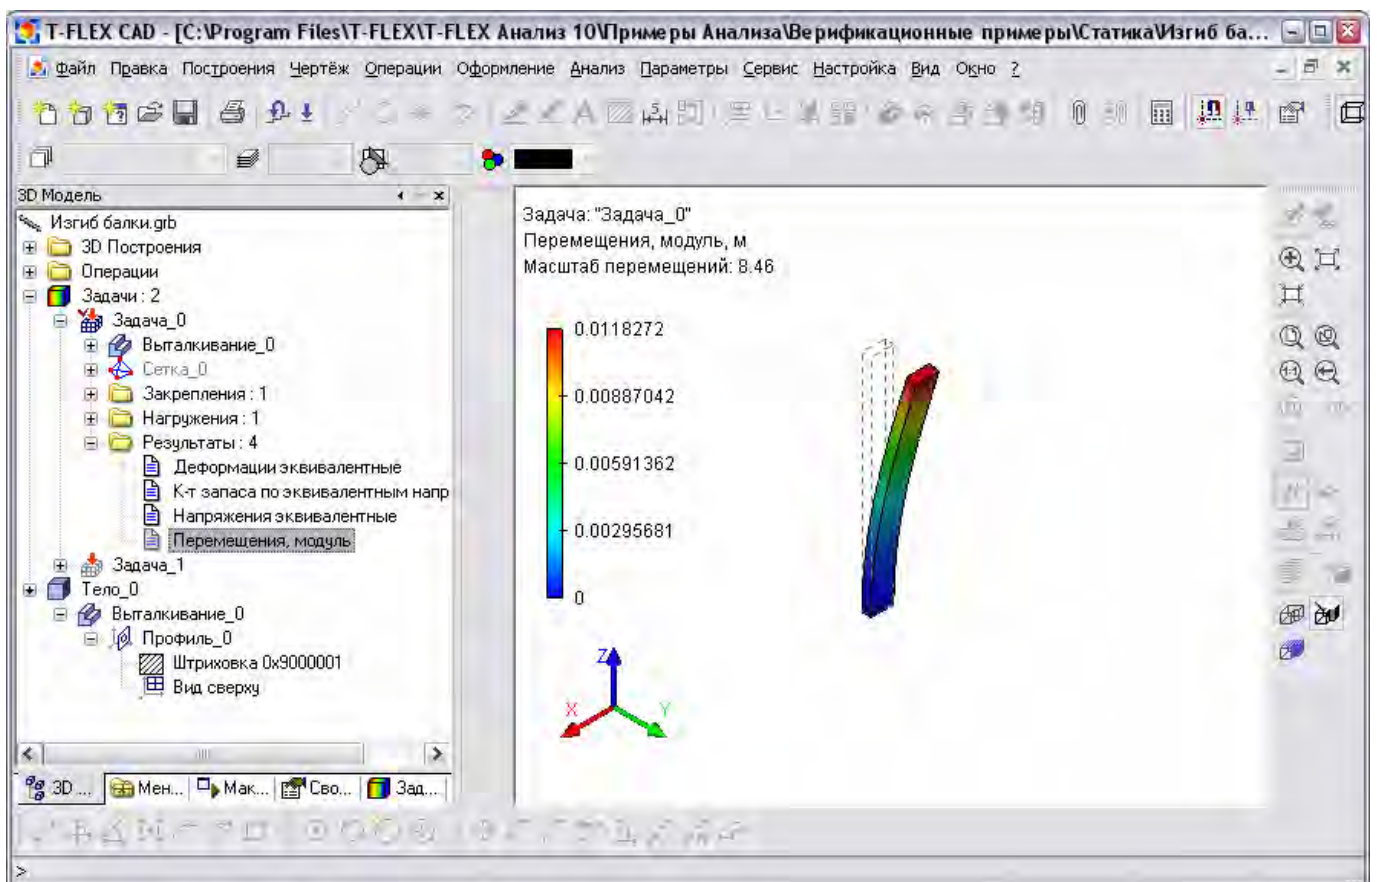 T-FLEX CAD - [C:\Program Files\T-FLEX\T-FLEX Анализ 10\Примеры Анализа\Верификационные примеры\Статика\Изгиб ба...
Файл Правка Построения Чертёж Операции Оформление Анализ Параметры Сервис Настройка Вид Окно ?
3D Модель
Изгиб балки.grb
3D Построения
Операции
Задачи : 2
Задача_0
Выталкивание_0
Сетка_0
Закрепления : 1
Нагружения : 1
Результаты : 4
Деформации эквивалентные
К-т запаса по эквивалентным напр
Напряжения эквивалентные
Перемещения, модуль
Задача_1
Тело_0
Выталкивание_0
Профиль_0
Штриховка 0x9000001
Вид сверху
3D ... Мен... Мак... Сво... Зад...
Задача: "Задача_0"
Перемещения, модуль, м
Масштаб перемещений: 8.46
0.0118272
0.00887042
0.00591362
0.00295681
0
Z
X
Y
>